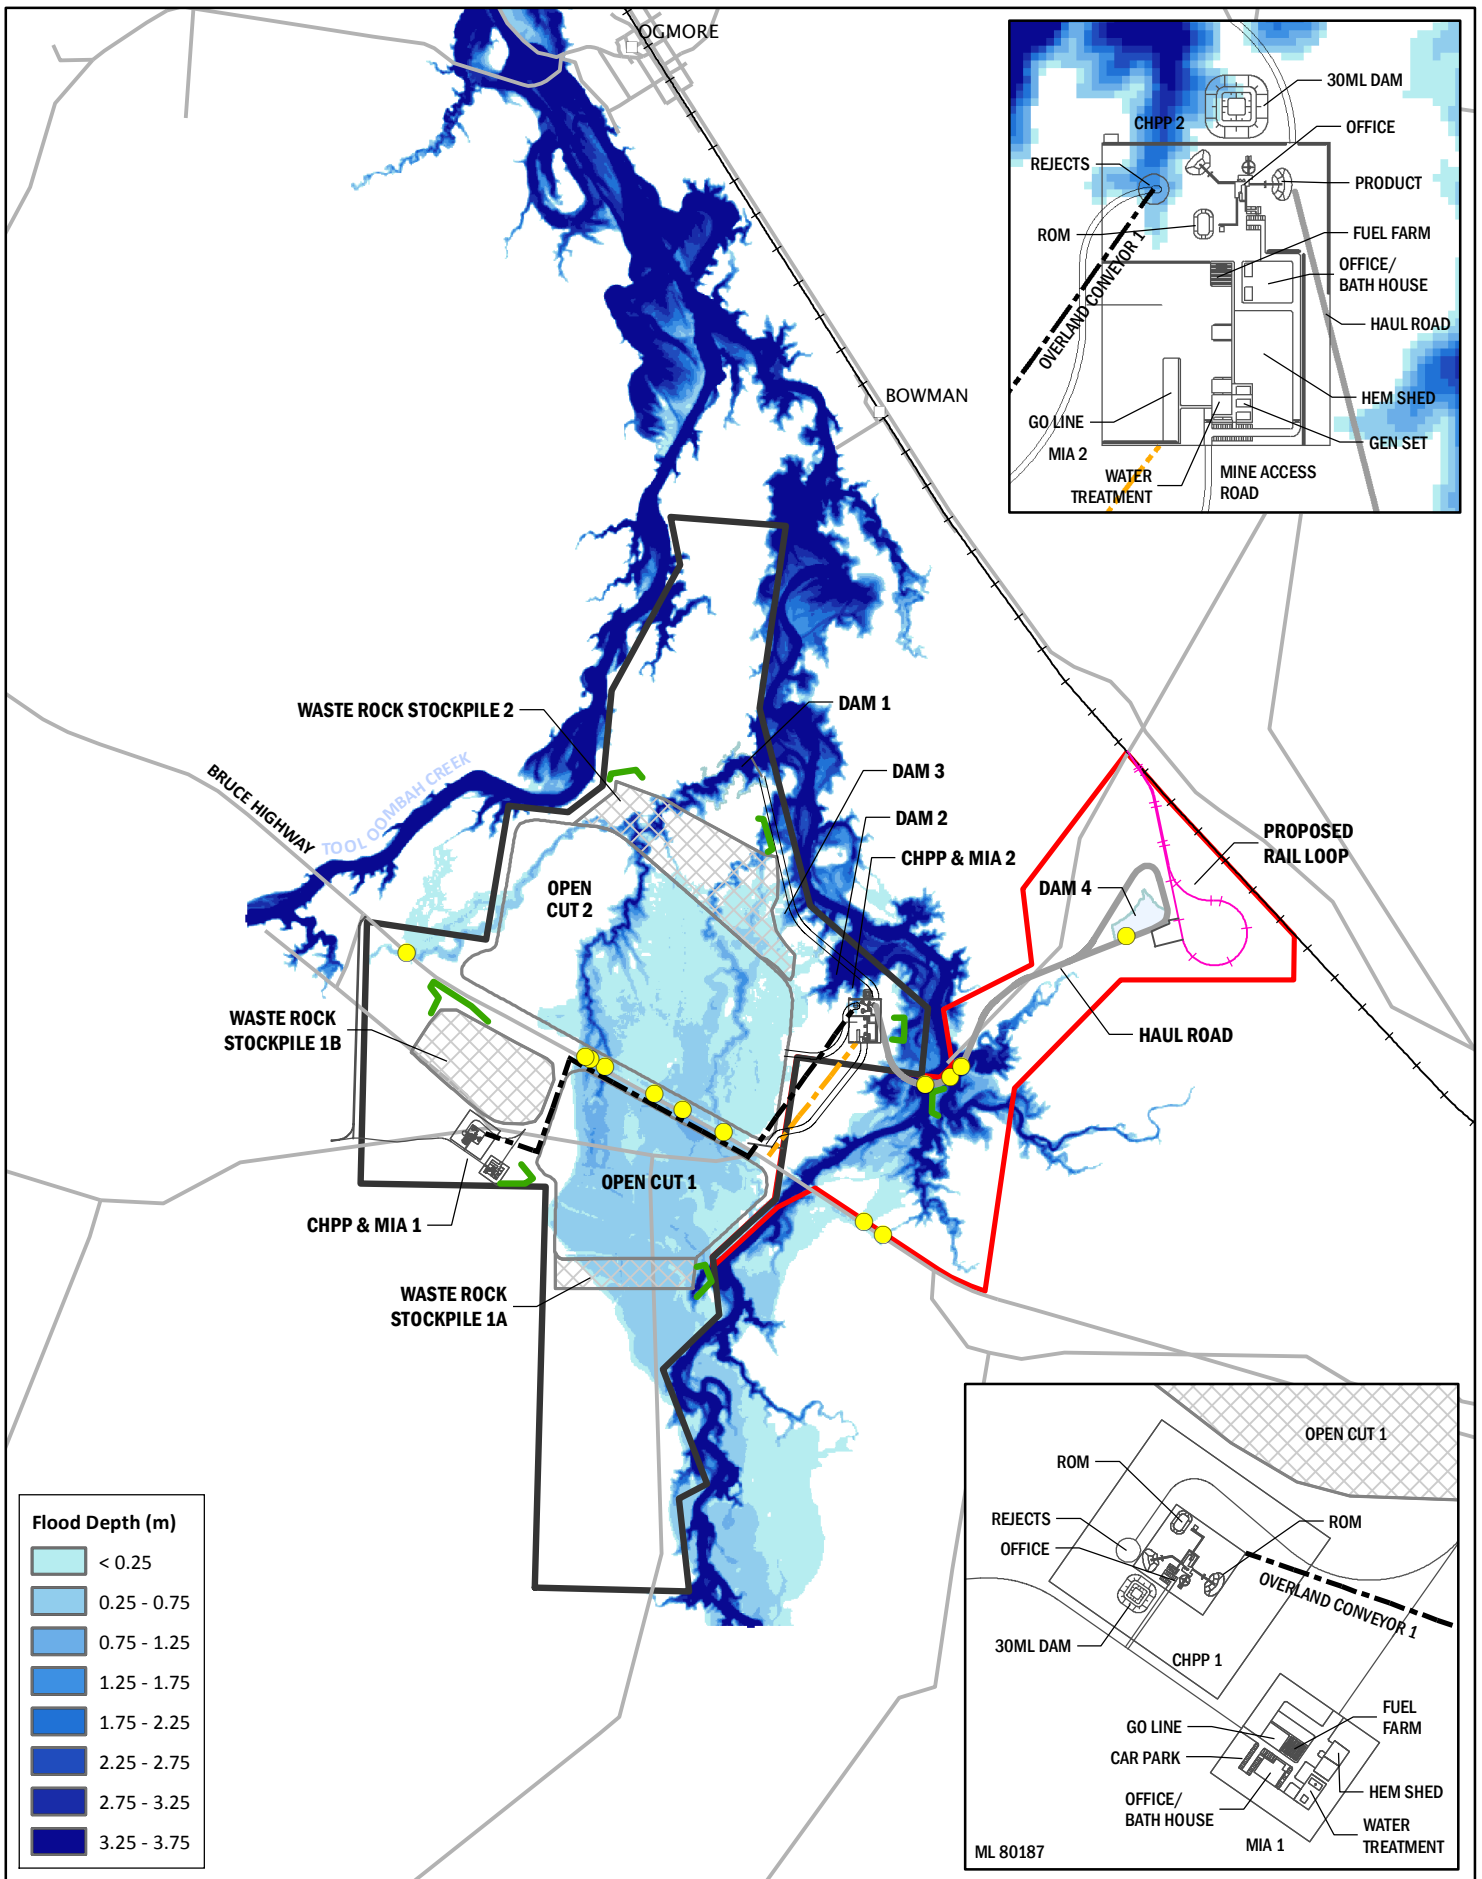 OGMORE
BOWMAN
WASTE ROCK STOCKPILE 2
DAM 1
DAM 3
DAM 2
CHPP & MIA 2
BRUCE HIGHWAY
TOOLOOMBAH CREEK
OPEN
CUT 2
PROPOSED
RAIL LOOP
DAM 4
HAUL ROAD
WASTE ROCK
STOCKPILE 1B
OPEN CUT 1
CHPP & MIA 1
WASTE ROCK
STOCKPILE 1A
30ML DAM
CHPP 2
OFFICE
REJECTS
PRODUCT
ROM
FUEL FARM
OFFICE/
BATH HOUSE
OVERLAND CONVEYOR 1
HAUL ROAD
HEM SHED
GO LINE
GEN SET
MIA 2
WATER
TREATMENT
MINE ACCESS
ROAD
OPEN CUT 1
ROM
REJECTS
ROM
OFFICE
OVERLAND CONVEYOR 1
30ML DAM
CHPP 1
FUEL
FARM
GO LINE
CAR PARK
HEM SHED
OFFICE/
BATH HOUSE
WATER
TREATMENT
MIA 1
ML 80187
Flood Depth (m)
< 0.25
0.25 - 0.75
0.75 - 1.25
1.25 - 1.75
1.75 - 2.25
2.25 - 2.75
2.75 - 3.25
3.25 - 3.75